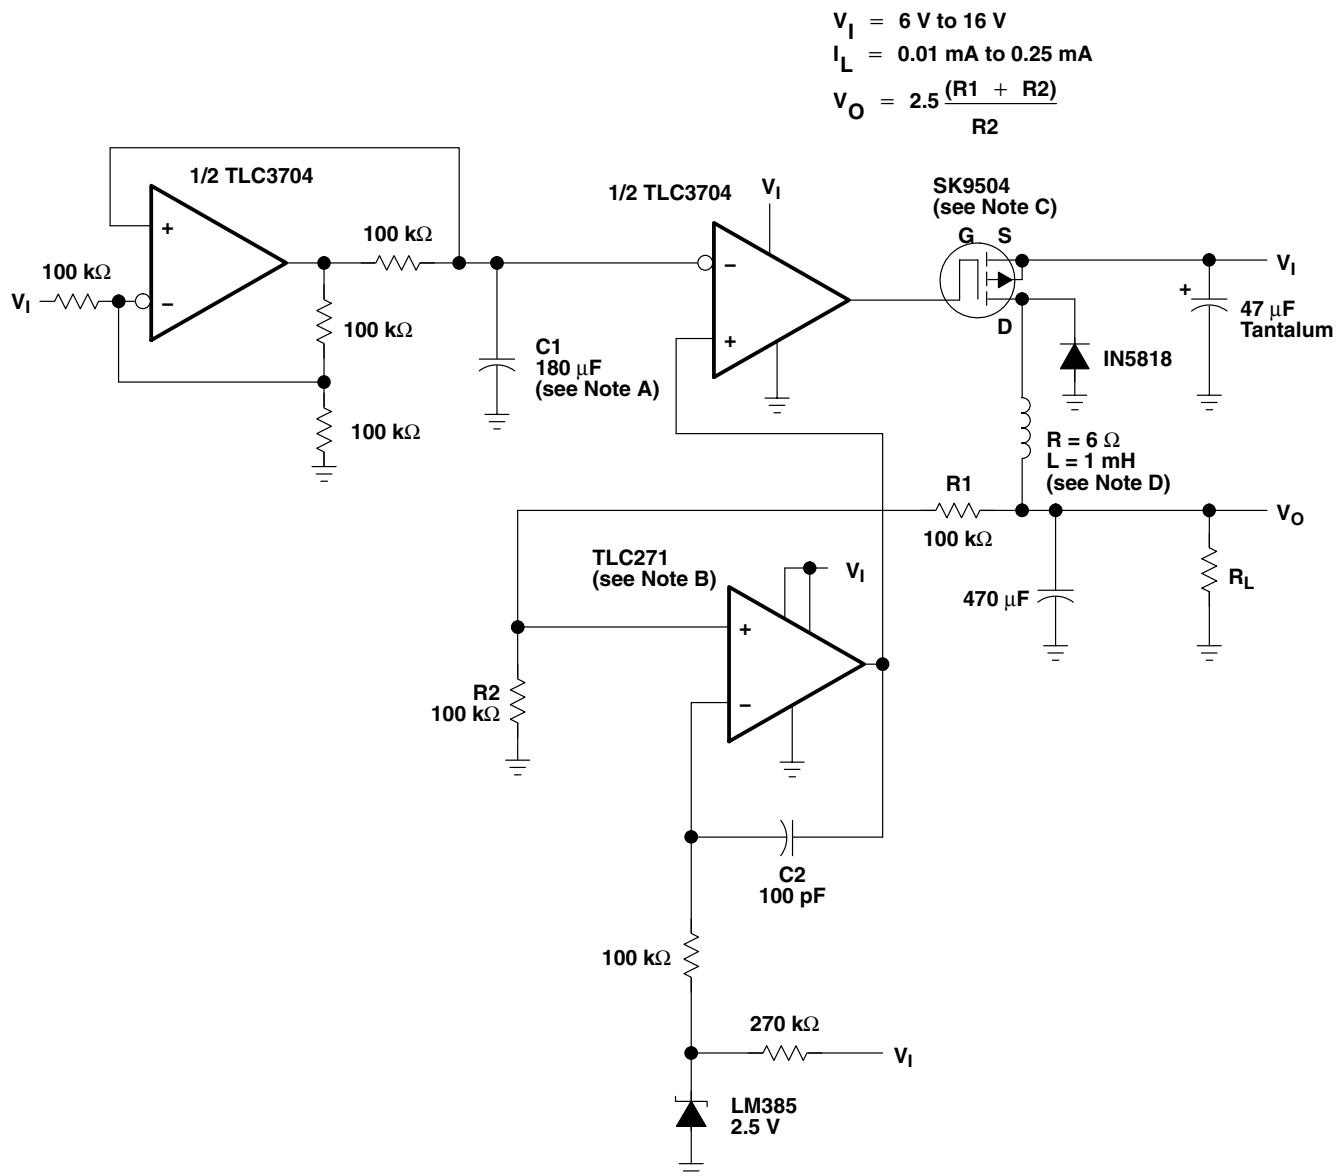 V_I = 6 V to 16 V
I_L = 0.01 mA to 0.25 mA
V_O = 2.5 (R1 + R2)
R2
1/2 TLC3704
+
−
100 kΩ
V_I
100 kΩ
100 kΩ
100 kΩ
C1
180 μF
(see Note A)
1/2 TLC3704
V_I
−
+
SK9504
(see Note C)
G S
D
V_I
+
47 μF
Tantalum
IN5818
R = 6 Ω
L = 1 mH
(see Note D)
R1
100 kΩ
V_O
470 μF
R_L
TLC271
(see Note B)
V_I
+
−
R2
100 kΩ
C2
100 pF
100 kΩ
270 kΩ
V_I
LM385
2.5 V